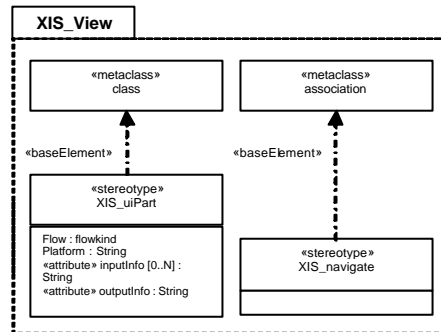 XIS_View
«metaclass»
class
«metaclass»
association
«baseElement»
«baseElement»
«stereotype»
XIS_uiPart
Flow : flowkind
Platform : String
«attribute» inputInfo [0..N] :
String
«attribute» outputInfo : String
«stereotype»
XIS_navigate